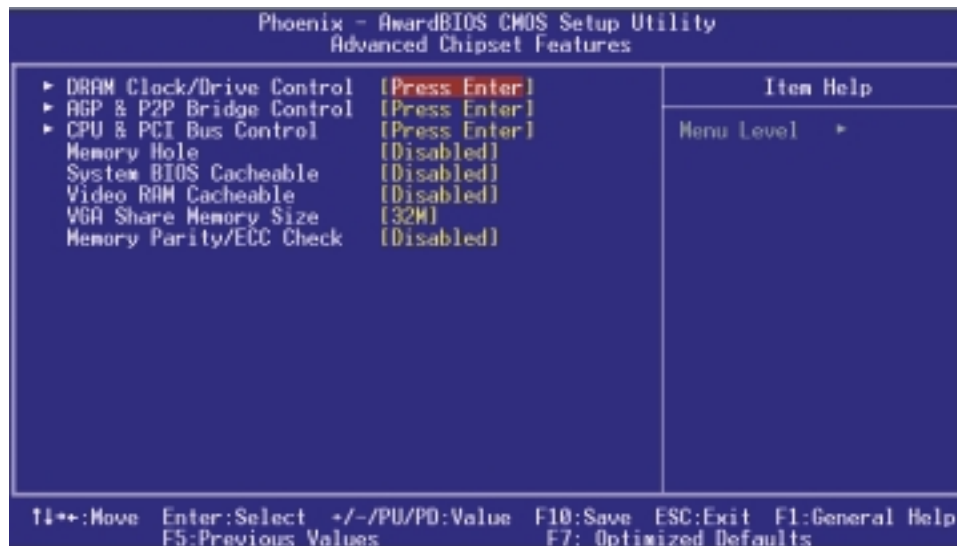 Phoenix - AwardBIOS CMOS Setup Utility
Advanced Chipset Features
► DRAM Clock/Drive Control [Press Enter]
► AGP & P2P Bridge Control [Press Enter]
► CPU & PCI Bus Control [Press Enter]
Memory Hole [Disabled]
System BIOS Cacheable [Disabled]
Video RAM Cacheable [Disabled]
VGA Share Memory Size [32M]
Memory Parity/ECC Check [Disabled]
Item Help
Menu Level ►
↑↓→←:Move Enter:Select +/-/PU/PD:Value F10:Save ESC:Exit F1:General Help
F5:Previous Values F7: Optimized Defaults